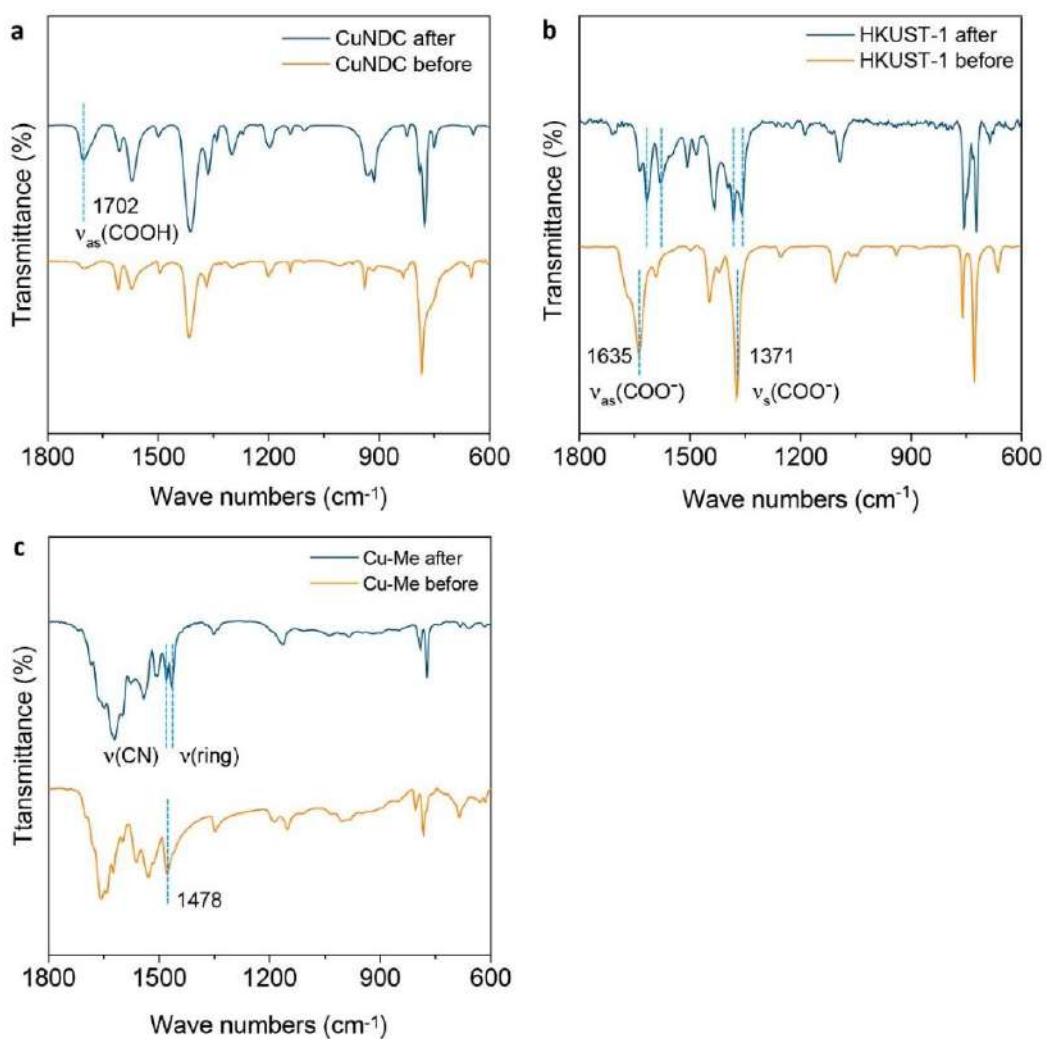 a
CuNDC after
CuNDC before
Transmittance (%)
1702
νas(COOH)
1800 1500 1200 900 600
Wave numbers (cm-1)
b
HKUST-1 after
HKUST-1 before
Transmittance (%)
1635
νas(COO⁻)
1371
νs(COO⁻)
1800 1500 1200 900 600
Wave numbers (cm-1)
c
Cu-Me after
Cu-Me before
Ttansmittance (%)
ν(CN) ν(ring)
1478
1800 1500 1200 900 600
Wave numbers (cm-1)